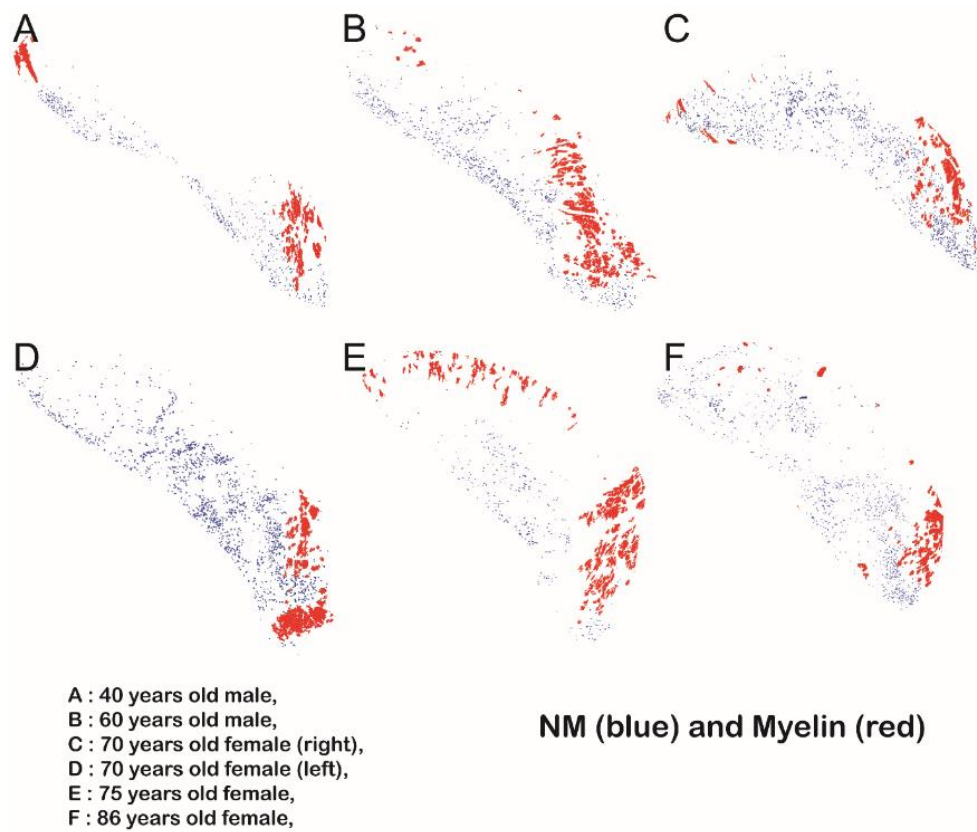 A
B
C
D
E
F
A : 40 years old male,
B : 60 years old male,
C : 70 years old female (right),
D : 70 years old female (left),
E : 75 years old female,
F : 86 years old female,
NM (blue) and Myelin (red)